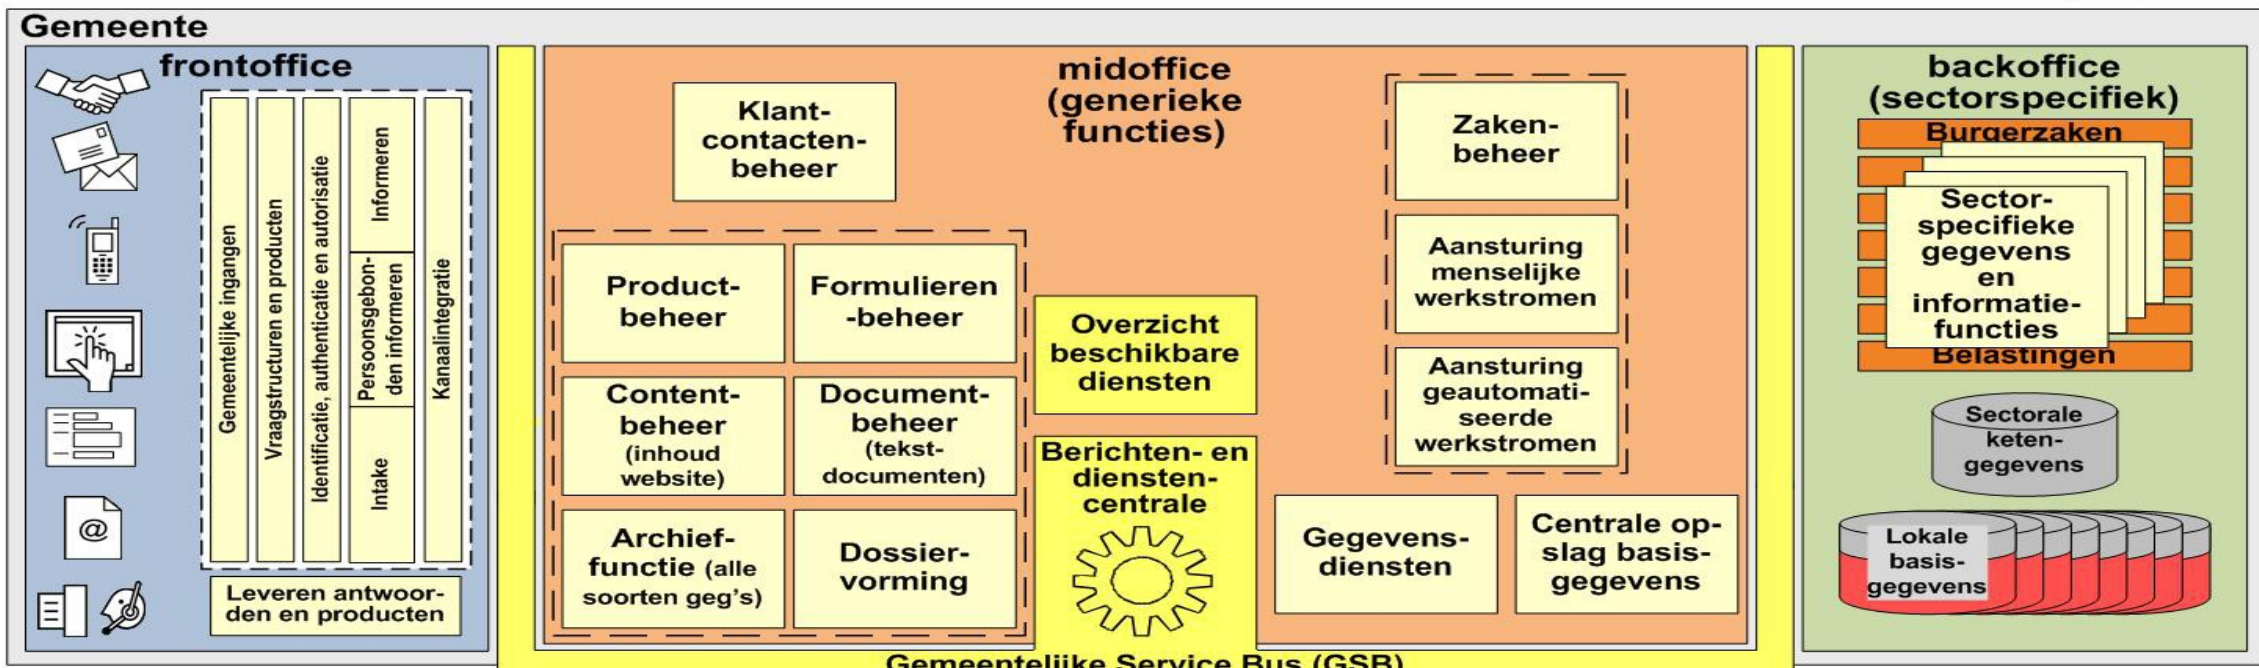 Gemeente
frontoffice
Gemeentelijke ingangen
Vraagstructuren en producten
Identificatie, authenticatie en autorisatie
Informeren
Persoonsgebon-
den informeren
Intake
Kanaalintegratie
@
Leveren antwoor-
den en producten
midoffice
(generieke
functies)
Klant-
contacten-
beheer
Product-
beheer
Formulieren
-beheer
Content-
beheer
(inhoud
website)
Document-
beheer
(tekst-
documenten)
Archief-
functie (alle
soorten geg's)
Dossier-
vorming
Overzicht
beschikbare
diensten
Berichten- en
diensten-
centrale
Zaken-
beheer
Aansturing
menselijke
werkstromen
Aansturing
geautomati-
seerde
werkstromen
Gegevens-
diensten
Centrale op-
slag basis-
gegevens
Gemeentelijke Service Bus (GSB)
backoffice
(sectorspecifiek)
Burgerzaken
Sector-
specifieke
gegevens
en
informatie-
functies
Belastingen
Sectorale
keten-
gegevens
Lokale
basis-
gegevens